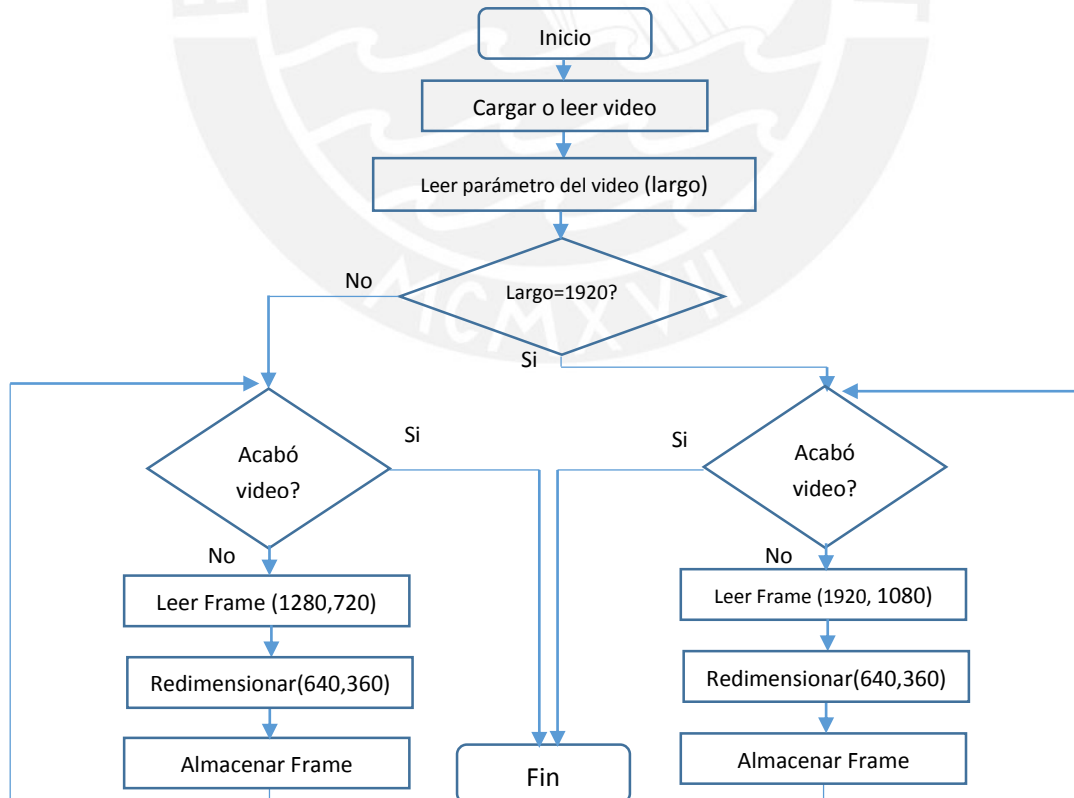 Inicio
Cargar o leer video
Leer parámetro del video (largo)
No
Largo=1920?
Si
Acabó
video?
Si
No
Leer Frame (1280,720)
Redimensionar(640,360)
Almacenar Frame
Si
Acabó
video?
No
Leer Frame (1920, 1080)
Redimensionar(640,360)
Almacenar Frame
Fin
MCMXVII